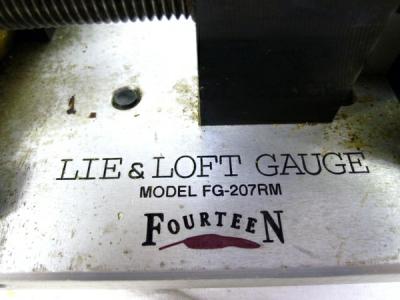 LIE & LOFT GAUGE
MODEL FG-207RM
FOURTEEN